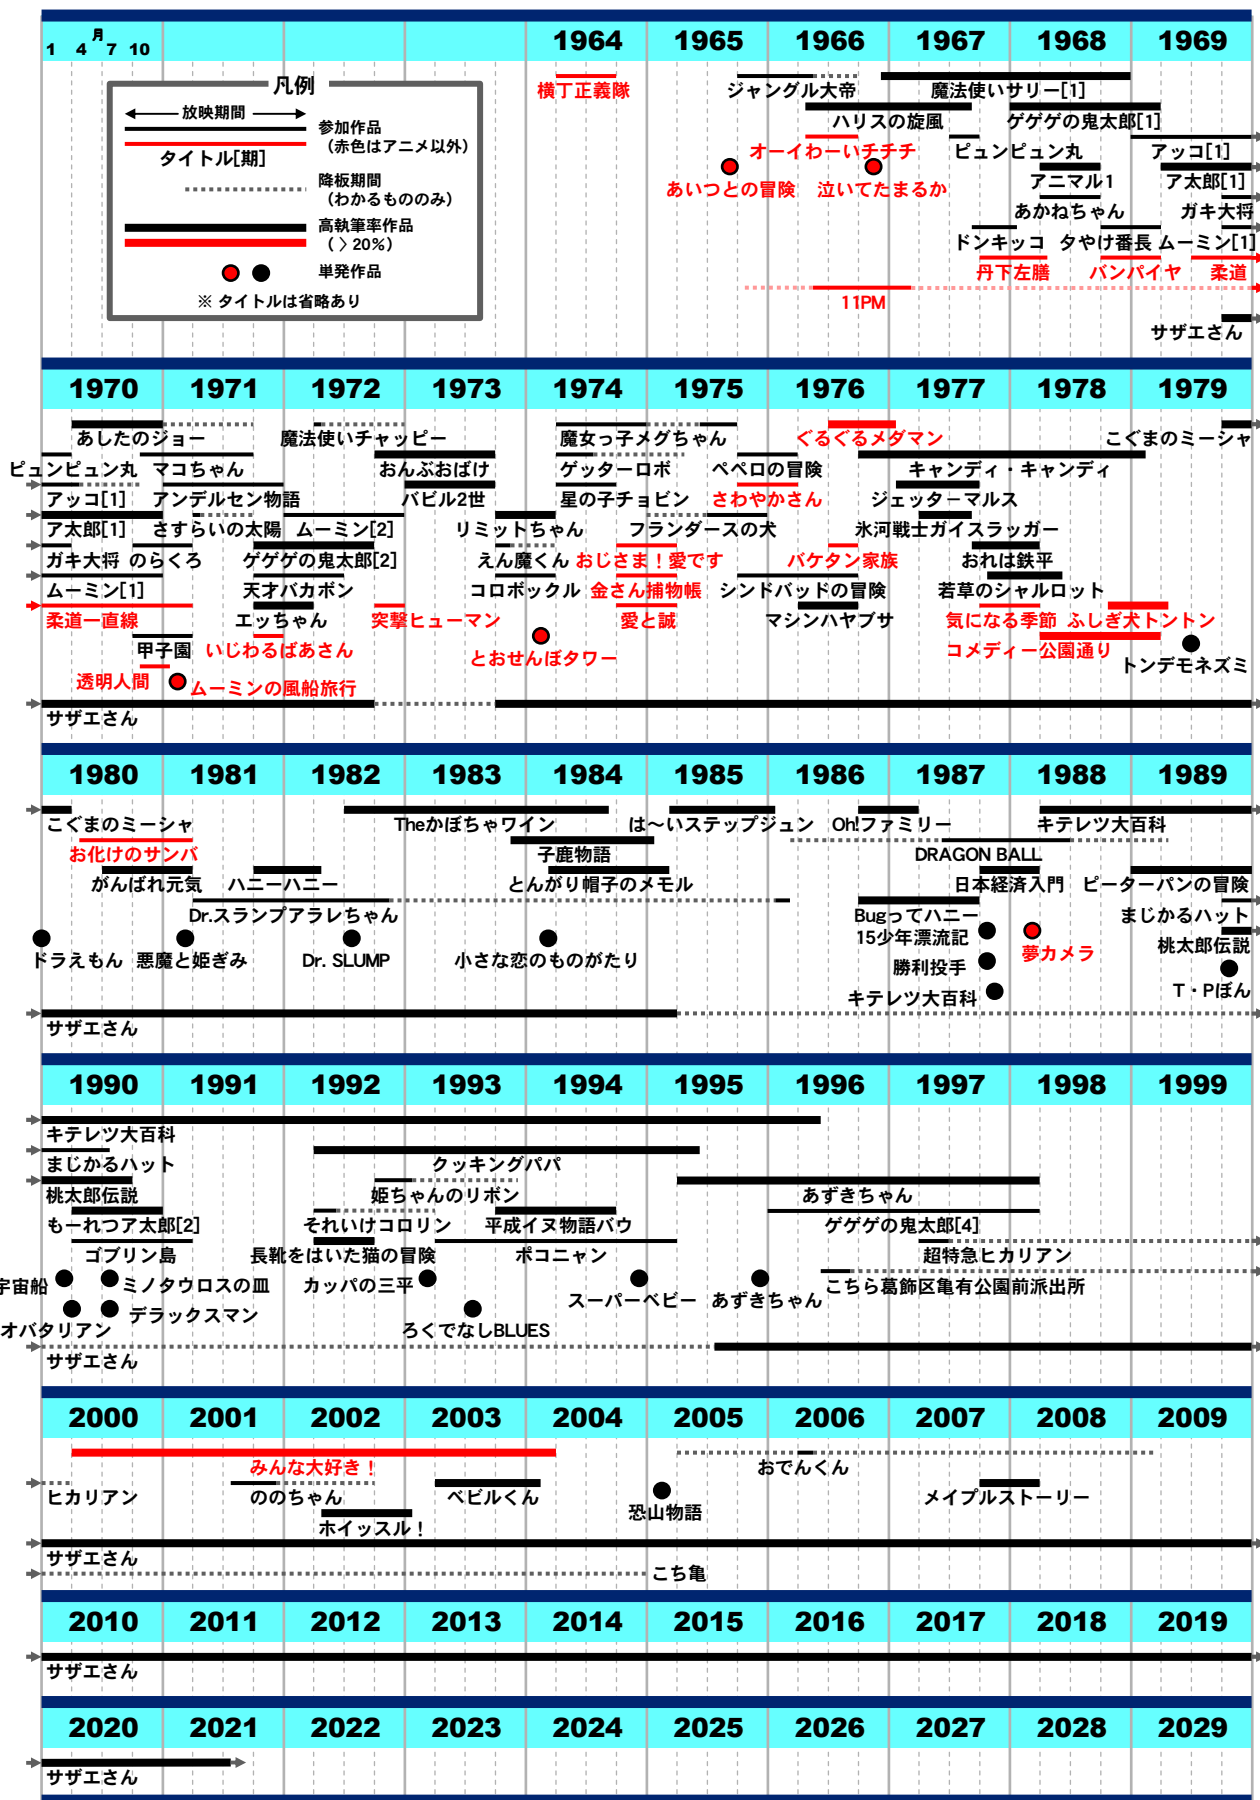 月
1 4 7 10
1964 1965 1966 1967 1968 1969
凡例
放映期間
参加作品
(赤色はアニメ以外)
タイトル[期]
降板期間
(わかるもののみ)
高執筆率作品
(〉20%)
単発作品
※ タイトルは省略あり
横丁正義隊 ジャングル大帝 魔法使いサリー[1]
ハリスの旋風 ゲゲゲの鬼太郎[1]
オーイわーいチチチ ピュンピュン丸 アッコ[1]
あいつとの冒険 泣いてたまるか アニマル1 ア太郎[1]
あかねちゃん ガキ大将
ドンキッコ 夕やけ番長 ムーミン[1]
丹下左膳 バンパイヤ 柔道
11PM
サザエさん
1970 1971 1972 1973 1974 1975 1976 1977 1978 1979
あしたのジョー 魔法使いチャッピー 魔女っ子メグちゃん ぐるぐるメダマン こぐまのミーシャ
ピュンピュン丸 マコちゃん おんぶおばけ ゲッターロボ ペペロの冒険 キャンディ・キャンディ
アッコ[1] アンデルセン物語 バビル2世 星の子チョビン さわやかさん ジェッターマルス
ア太郎[1] さすらいの太陽 ムーミン[2] リミットちゃん フランダースの犬 氷河戦士ガイスラッガー
ガキ大将 のらくろ ゲゲゲの鬼太郎[2] えん魔くん おじさま!愛です バケタン家族 おれは鉄平
ムーミン[1] 天才バカボン コロボックル 金さん捕物帳 シンドバッドの冒険 若草のシャルロット
柔道一直線 エッちゃん 突撃ヒューマン 愛と誠 マシンハヤブサ 気になる季節 ふしぎ犬トントン
甲子園 いじわるばあさん とおせんぼタワー コメディー公園通り
トンデモネズミ
透明人間 ムーミンの風船旅行
サザエさん
1980 1981 1982 1983 1984 1985 1986 1987 1988 1989
こぐまのミーシャ Theかぼちゃワイン は〜いステップジュン Oh!ファミリー キテレツ大百科
お化けのサンバ 子鹿物語 DRAGON BALL
がんばれ元気 ハニーハニー とんがり帽子のメモル 日本経済入門 ピーターパンの冒険
Dr.スランプアラレちゃん Bugってハニー まじかるハット
15少年漂流記 夢カメラ 桃太郎伝説
ドラえもん 悪魔と姫ぎみ Dr. SLUMP 小さな恋のものがたり 勝利投手
キテレツ大百科 T・Pぼん
サザエさん
1990 1991 1992 1993 1994 1995 1996 1997 1998 1999
キテレツ大百科
まじかるハット クッキングパパ
桃太郎伝説 姫ちゃんのリボン あずきちゃん
もーれつア太郎[2] それいけコロリン 平成イヌ物語バウ ゲゲゲの鬼太郎[4]
ゴブリン島 長靴をはいた猫の冒険 ポコニャン 超特急ヒカリアン
宇宙船 ミノタウロスの皿 カッパの三平 スーパーベビー あずきちゃん こちら葛飾区亀有公園前派出所
オバタリアン デラックスマン ろくでなしBLUES
サザエさん
2000 2001 2002 2003 2004 2005 2006 2007 2008 2009
みんな大好き! おでんくん
ヒカリアン ののちゃん ベビルくん 恐山物語 メイプルストーリー
ホイッスル!
サザエさん
こち亀
2010 2011 2012 2013 2014 2015 2016 2017 2018 2019
サザエさん
2020 2021 2022 2023 2024 2025 2026 2027 2028 2029
サザエさん